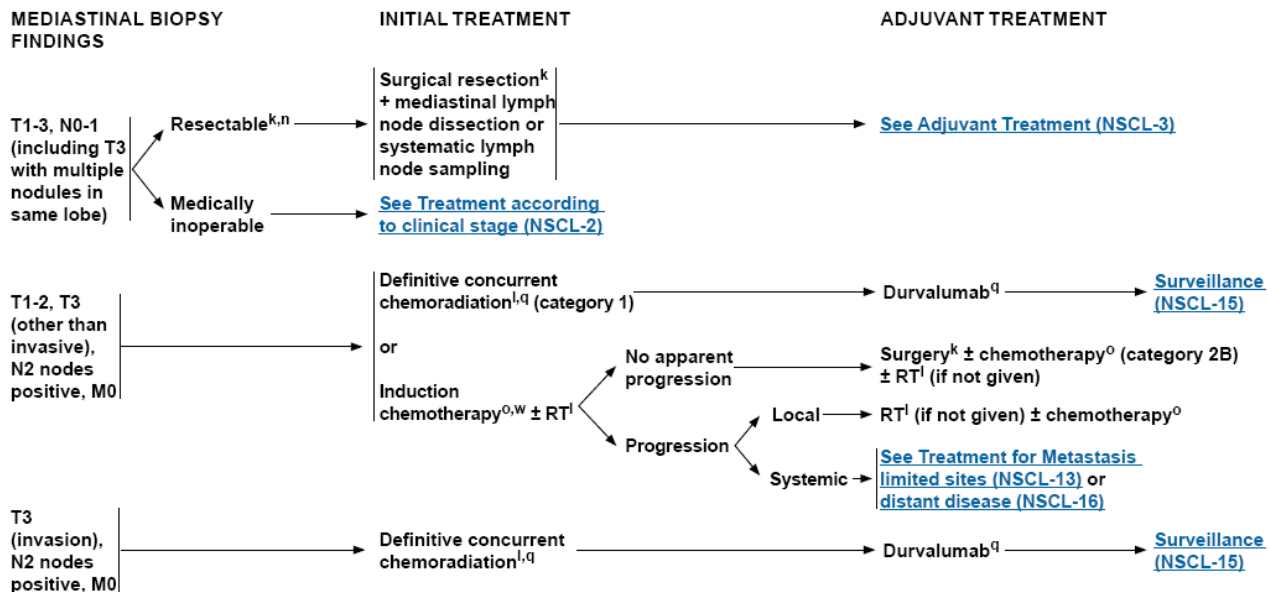 MEDIASTINAL BIOPSY
FINDINGS
INITIAL TREATMENT
ADJUVANT TREATMENT
T1-3, N0-1
(including T3
with multiple
nodules in
same lobe)
Resectablek,n
Surgical resectionk
+ mediastinal lymph
node dissection or
systematic lymph
node sampling
See Adjuvant Treatment (NSCL-3)
Medically
inoperable
See Treatment according
to clinical stage (NSCL-2)
T1-2, T3
(other than
invasive),
N2 nodes
positive, M0
Definitive concurrent
chemoradiationl,q (category 1)
Durvalumabq
Surveillance
(NSCL-15)
or
Induction
chemotherapyo,w ± RTl
No apparent
progression
Surgeryk ± chemotherapyo (category 2B)
± RTl (if not given)
Progression
Local
RTl (if not given) ± chemotherapyo
Systemic
See Treatment for Metastasis
limited sites (NSCL-13) or
distant disease (NSCL-16)
T3
(invasion),
N2 nodes
positive, M0
Definitive concurrent
chemoradiationl,q
Durvalumabq
Surveillance
(NSCL-15)